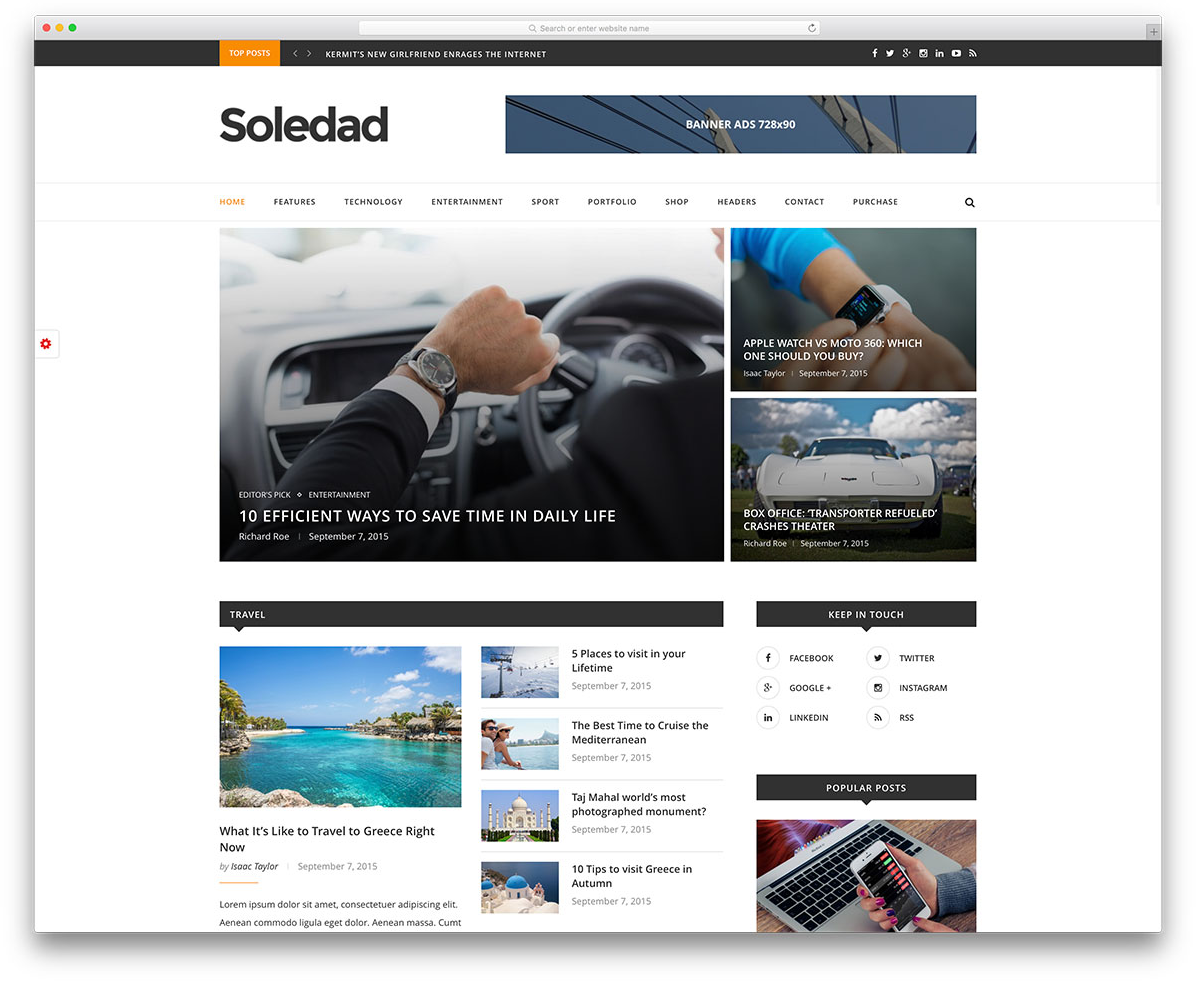 Search or enter website name
TOP POSTS
KERMIT'S NEW GIRLFRIEND ENRAGES THE INTERNET
Soledad
BANNER ADS 728x90
HOME FEATURES TECHNOLOGY ENTERTAINMENT SPORT PORTFOLIO SHOP HEADERS CONTACT PURCHASE
EDITOR'S PICK ENTERTAINMENT
10 EFFICIENT WAYS TO SAVE TIME IN DAILY LIFE
Richard Roe September 7, 2015
APPLE WATCH VS MOTO 360: WHICH
ONE SHOULD YOU BUY?
Isaac Taylor September 7, 2015
BOX OFFICE: ‘TRANSPORTER REFUELED’
CRASHES THEATER
Richard Roe September 7, 2015
TRAVEL
What It’s Like to Travel to Greece Right
Now
by Isaac Taylor September 7, 2015
Lorem ipsum dolor sit amet, consectetuer adipiscing elit.
Aenean commodo ligula eget dolor. Aenean massa. Cumt
5 Places to visit in your
Lifetime
September 7, 2015
The Best Time to Cruise the
Mediterranean
September 7, 2015
Taj Mahal world’s most
photographed monument?
September 7, 2015
10 Tips to visit Greece in
Autumn
September 7, 2015
KEEP IN TOUCH
FACEBOOK TWITTER
GOOGLE + INSTAGRAM
LINKEDIN RSS
POPULAR POSTS